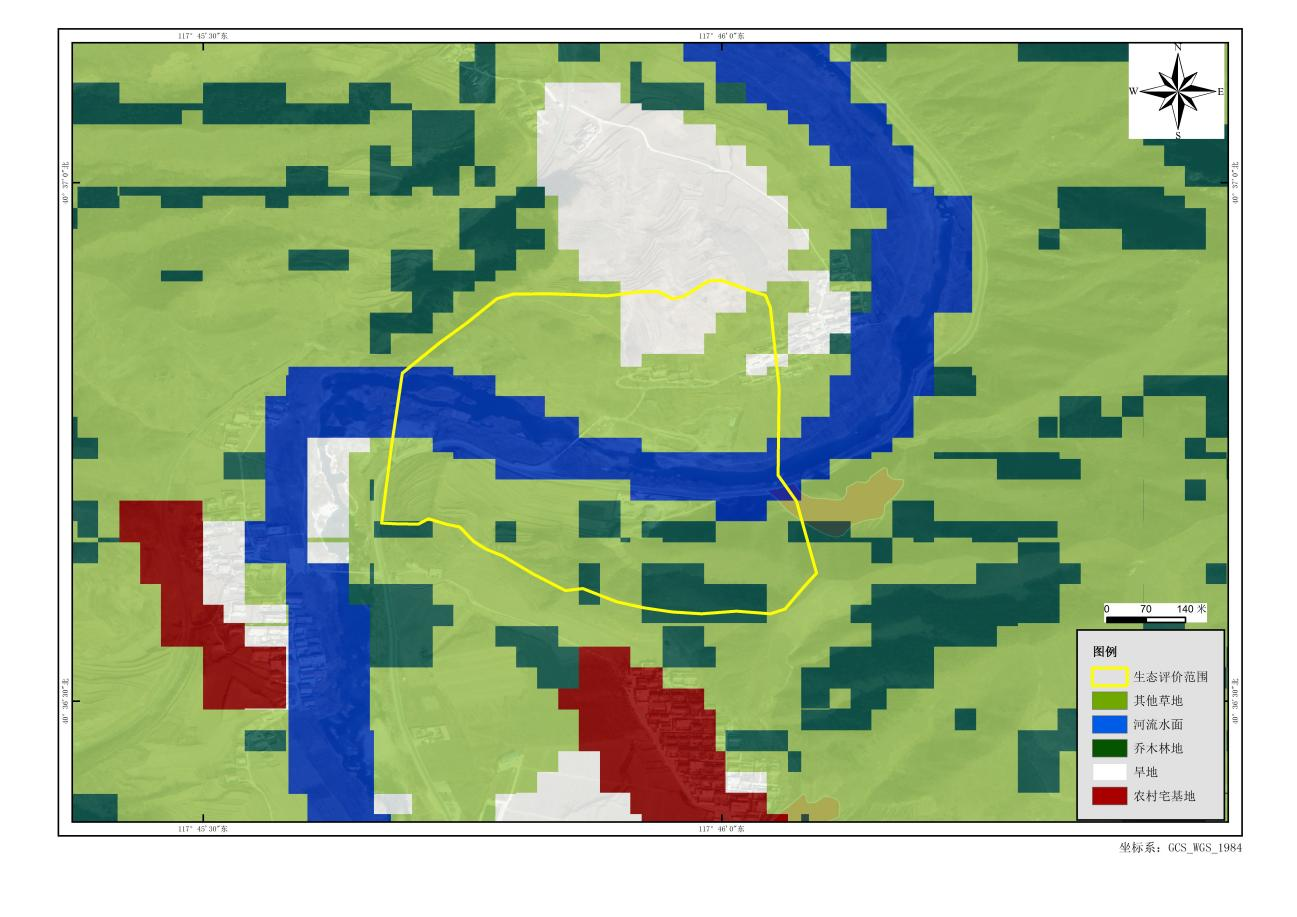 117° 45′30″东
117° 46′0″东
N
W
E
S
40° 37′0″北
40° 37′0″北
0 70 140 米
图例
生态评价范围
其他草地
河流水面
乔木林地
旱地
农村宅基地
40° 36′30″北
40° 36′30″北
117° 45′30″东
117° 46′0″东
坐标系：GCS_WGS_1984